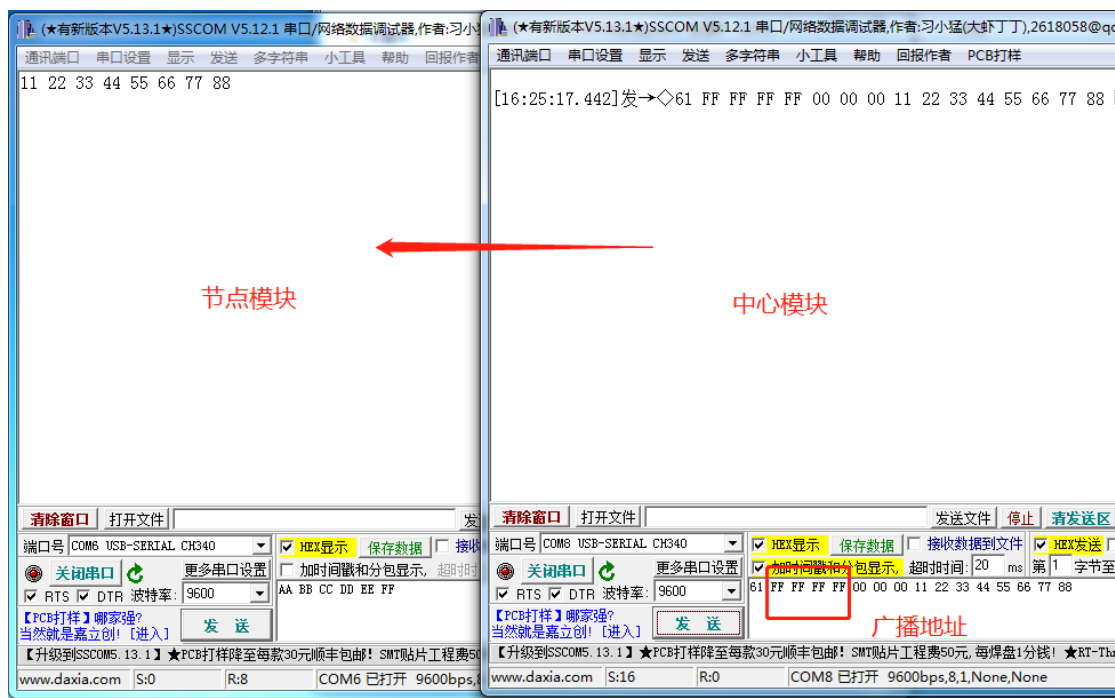 (★有新版本V5.13.1★)SSCOM V5.12.1 串口/网络数据调试器,作者:习小
通讯端口 串口设置 显示 发送 多字符串 小工具 帮助 回报作者
11 22 33 44 55 66 77 88
节点模块
清除窗口 打开文件 发
端口号 COM6 USB-SERIAL CH340 HEX显示 保存数据 接收
关闭串口 更多串口设置 加时间戳和分包显示, 超时时
RTS DTR 波特率: 9600 AA BB CC DD EE FF
【PCB打样】哪家强?
当然就是嘉立创! [进入] 发 送
【升级到SSCOM5.13.1】★PCB打样降至每款30元顺丰包邮! SMT贴片工程费50
www.daxia.com S:0 R:8 COM6 已打开 9600bps,8
(★有新版本V5.13.1★)SSCOM V5.12.1 串口/网络数据调试器,作者:习小猛(大虾丁丁),2618058@qq
通讯端口 串口设置 显示 发送 多字符串 小工具 帮助 回报作者 PCB打样
[16:25:17.442]发→◇61 FF FF FF FF 00 00 00 11 22 33 44 55 66 77 88
中心模块
清除窗口 打开文件 发送文件 停止 清发送区
端口号 COM8 USB-SERIAL CH340 HEX显示 保存数据 接收数据到文件 HEX发送
关闭串口 更多串口设置 加时间戳和分包显示, 超时时间: 20 ms 第 1 字节至
RTS DTR 波特率: 9600 61 FF FF FF FF 00 00 00 11 22 33 44 55 66 77 88
【PCB打样】哪家强?
当然就是嘉立创! [进入] 发 送
广播地址
【升级到SSCOM5.13.1】★PCB打样降至每款30元顺丰包邮! SMT贴片工程费50元, 每焊盘1分钱! ★RT-Th
www.daxia.com S:16 R:0 COM8 已打开 9600bps,8,1,None,None